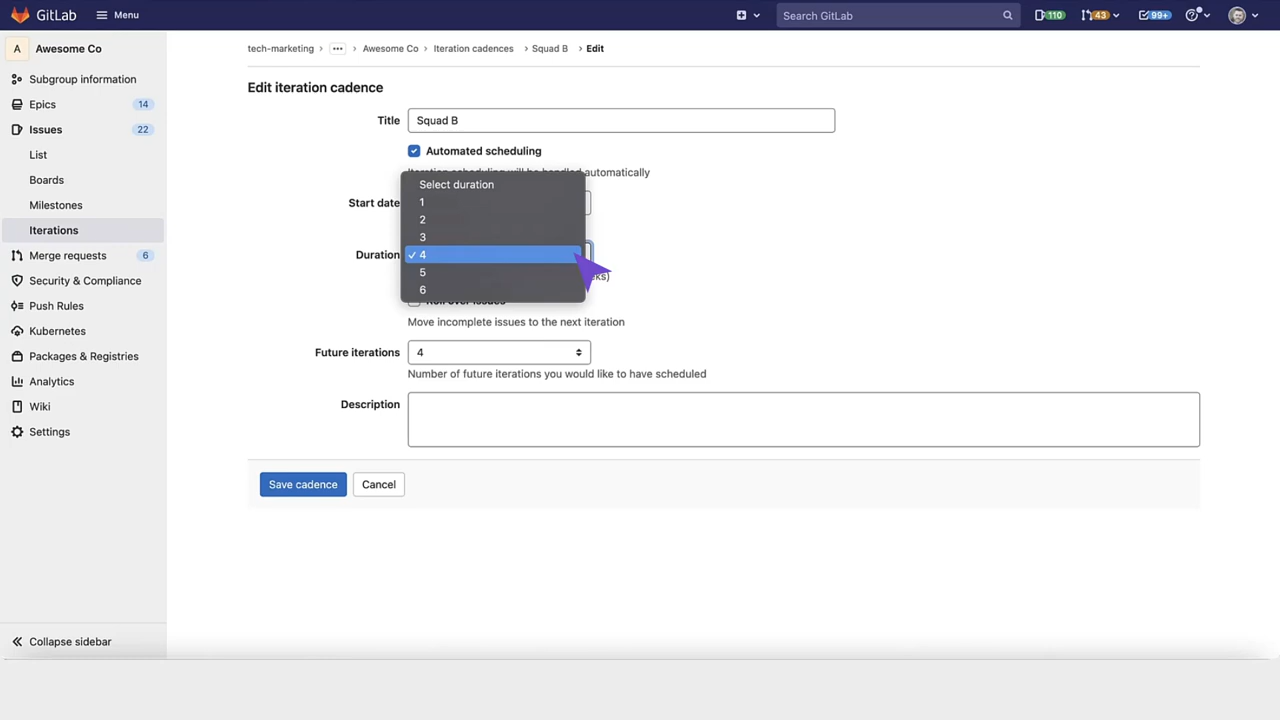 GitLab
Menu
Search GitLab
110
43
99+
A
Awesome Co
Subgroup information
Epics
14
Issues
22
List
Boards
Milestones
Iterations
Merge requests
6
Security & Compliance
Push Rules
Kubernetes
Packages & Registries
Analytics
Wiki
Settings
Collapse sidebar
tech-marketing › ••• › Awesome Co › Iteration cadences › Squad B › Edit
Edit iteration cadence
Title
Squad B
Automated scheduling
Iteration scheduling will be handled automatically
Start date
Duration
Select duration
1
2
3
✓ 4
5
6
Roll over issues
Move incomplete issues to the next iteration
Future iterations
4
Number of future iterations you would like to have scheduled
Description
Save cadence
Cancel